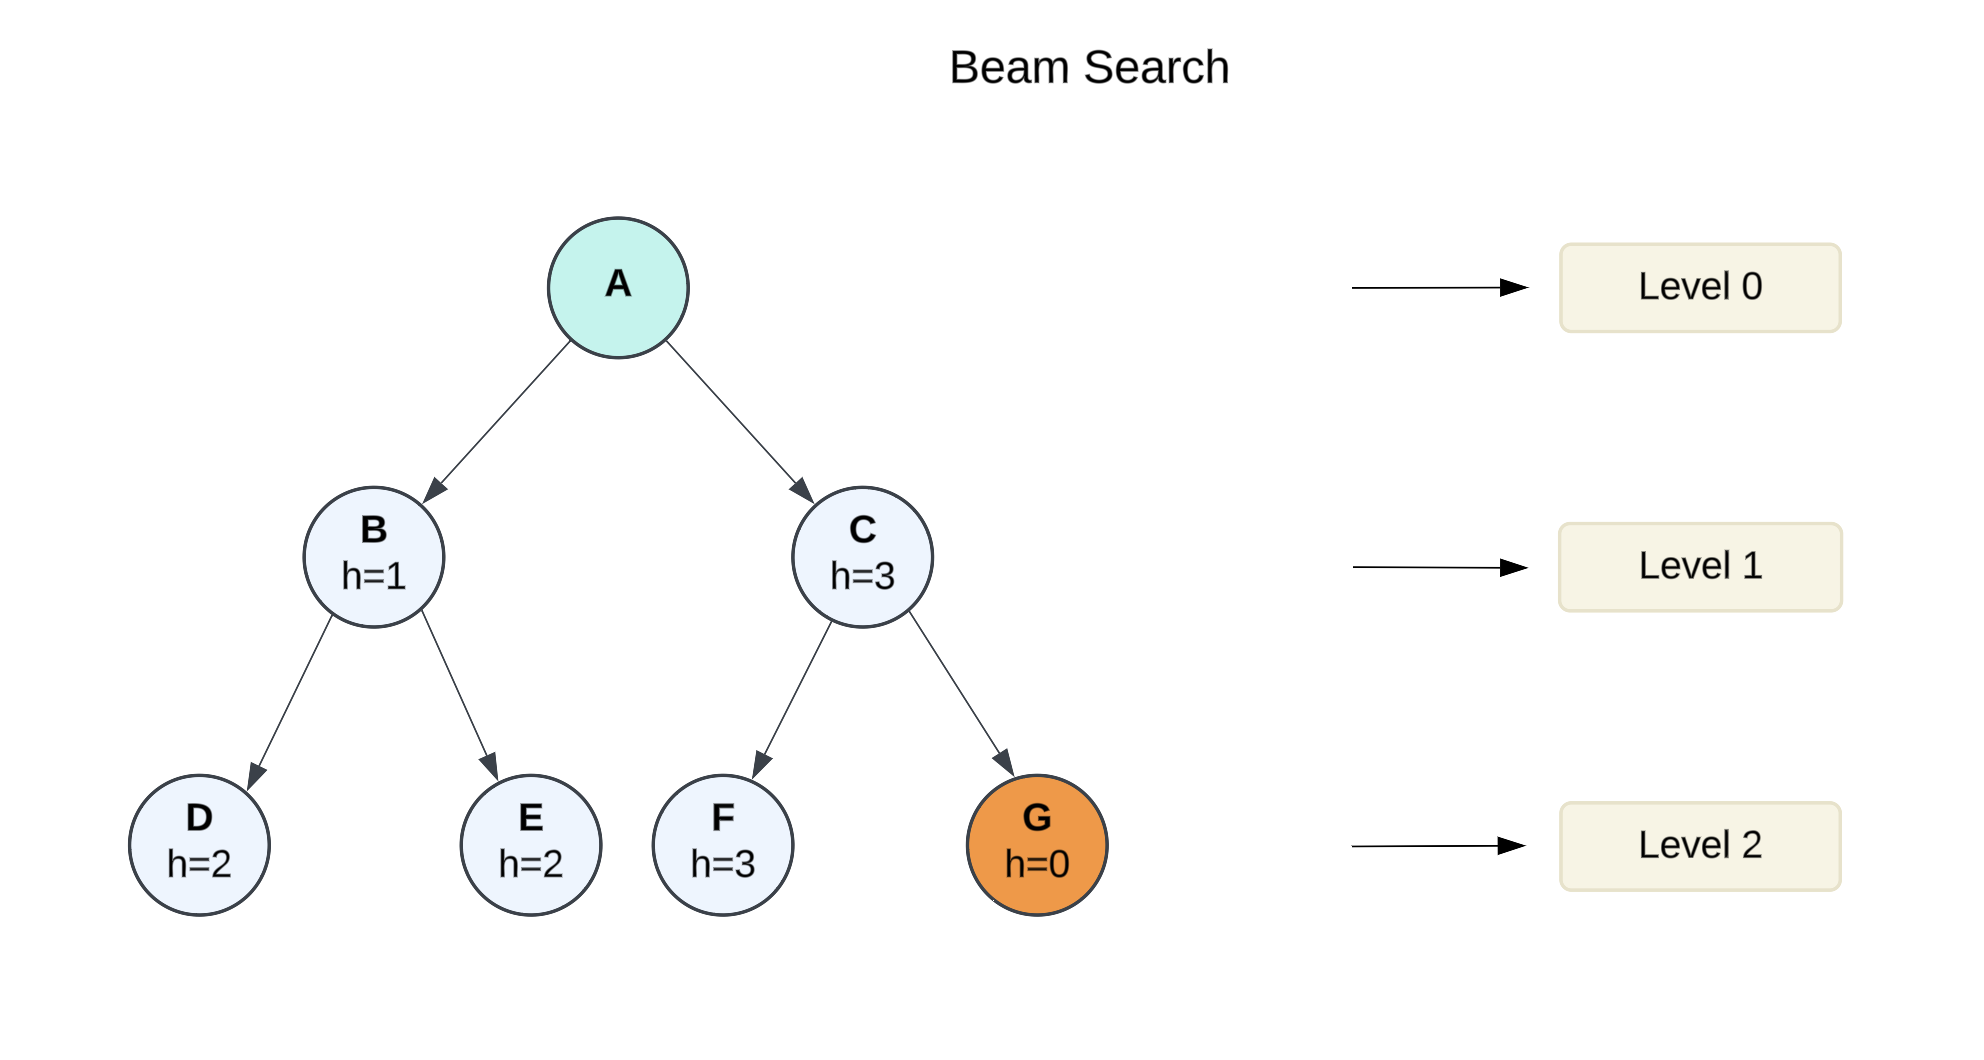 Beam Search
A
Level 0
B
h=1
C
h=3
Level 1
D
h=2
E
h=2
F
h=3
G
h=0
Level 2